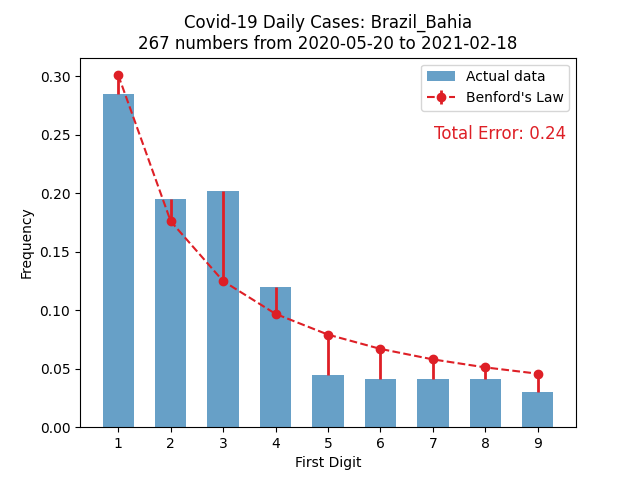 Covid-19 Daily Cases: Brazil_Bahia
267 numbers from 2020-05-20 to 2021-02-18
Actual data
Benford's Law
Total Error: 0.24
Frequency
0.30
0.25
0.20
0.15
0.10
0.05
0.00
1 2 3 4 5 6 7 8 9
First Digit